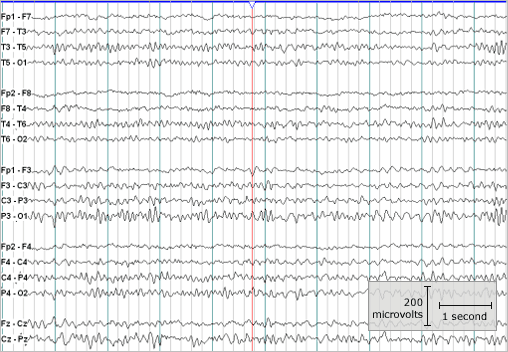 Fp1 - F7
F7 - T3
T3 - T5
T5 - O1
Fp2 - F8
F8 - T4
T4 - T6
T6 - O2
Fp1 - F3
F3 - C3
C3 - P3
P3 - O1
Fp2 - F4
F4 - C4
C4 - P4
P4 - O2
200
microvolts
1 second
Fz - Cz
Cz - Pz